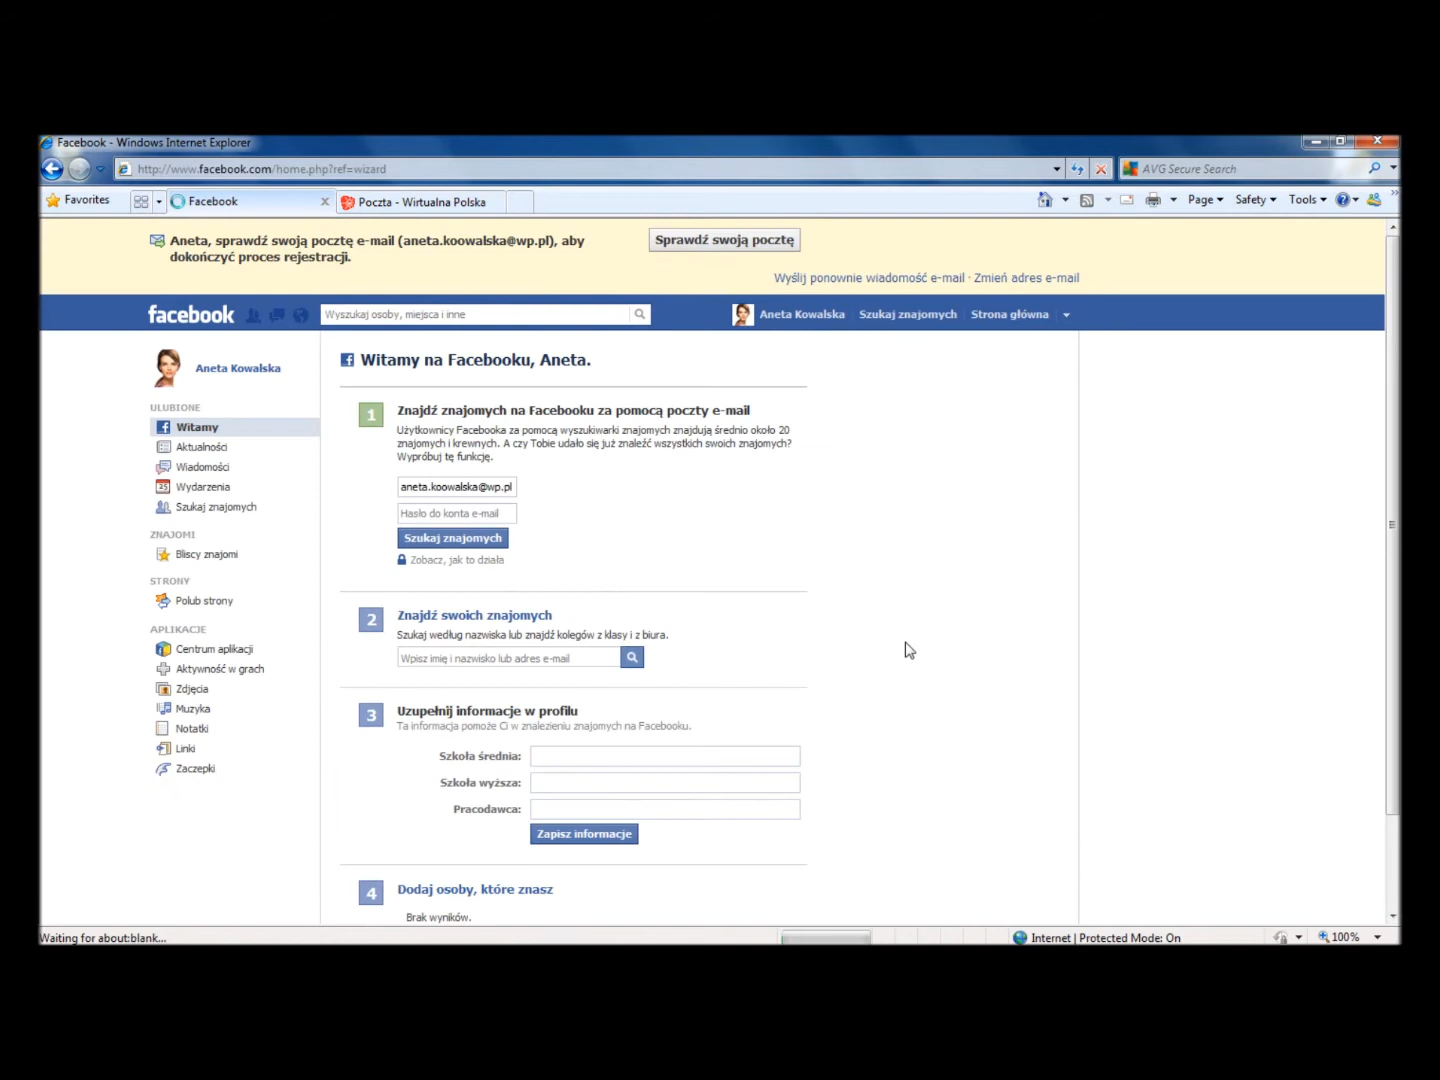 Facebook - Windows Internet Explorer
http://www.facebook.com/home.php?ref=wizard
AVG Secure Search
Favorites
Facebook
Poczta - Wirtualna Polska
Page
Safety
Tools
Aneta, sprawdź swoją pocztę e-mail (aneta.koowalska@wp.pl), aby
dokończyć proces rejestracji.
Sprawdź swoją pocztę
Wyślij ponownie wiadomość e-mail · Zmień adres e-mail
facebook
Wyszukaj osoby, miejsca i inne
Aneta Kowalska
Szukaj znajomych
Strona główna
Aneta Kowalska
ULUBIONE
Witamy
Aktualności
Wiadomości
25
Wydarzenia
Szukaj znajomych
ZNAJOMI
Bliscy znajomi
STRONY
Polub strony
APLIKACJE
Centrum aplikacji
Aktywność w grach
Zdjęcia
Muzyka
Notatki
Linki
Zaczepki
Witamy na Facebooku, Aneta.
1
Znajdź znajomych na Facebooku za pomocą poczty e-mail
Użytkownicy Facebooka za pomocą wyszukiwarki znajomych znajdują średnio około 20
znajomych i krewnych. A czy Tobie udało się już znaleźć wszystkich swoich znajomych?
Wypróbuj tę funkcję.
aneta.koowalska@wp.pl
Hasło do konta e-mail
Szukaj znajomych
Zobacz, jak to działa
2
Znajdź swoich znajomych
Szukaj według nazwiska lub znajdź kolegów z klasy i z biura.
Wpisz imię i nazwisko lub adres e-mail
3
Uzupełnij informacje w profilu
Ta informacja pomoże Ci w znalezieniu znajomych na Facebooku.
Szkoła średnia:
Szkoła wyższa:
Pracodawca:
Zapisz informacje
4
Dodaj osoby, które znasz
Brak wyników.
Waiting for about:blank...
Internet | Protected Mode: On
100%